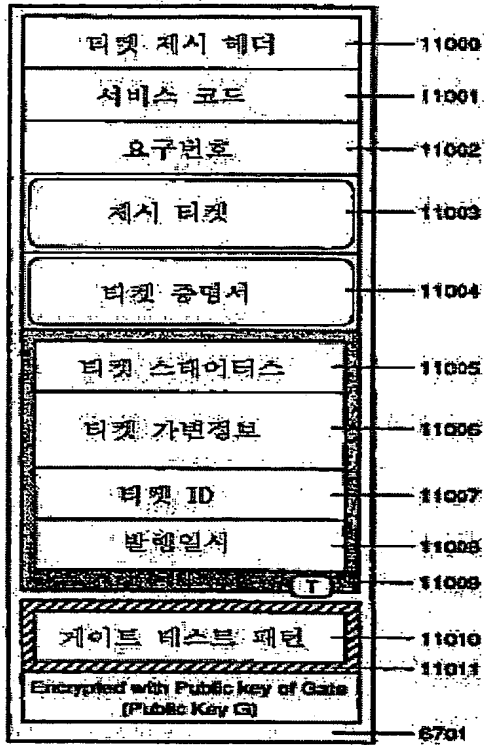 티켓 제시 헤더 11000
서비스 코드 11001
요구번호 11002
제시 티켓 11003
티켓 증명서 11004
티켓 스테이터스 11005
티켓 가변정보 11006
티켓 ID 11007
발행일시 11008
T 11009
게이트 테스트 패턴 11010
11011
Encrypted with Public key of Gate
(Public Key G)
6701